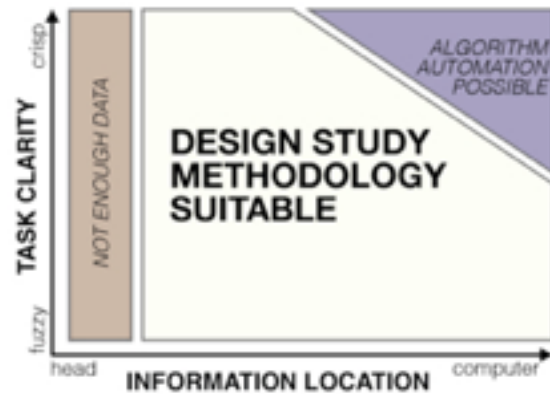 crisp
TASK CLARITY
fuzzy
NOT ENOUGH DATA
DESIGN STUDY
METHODOLOGY
SUITABLE
ALGORITHM
AUTOMATION
POSSIBLE
head
computer
INFORMATION LOCATION